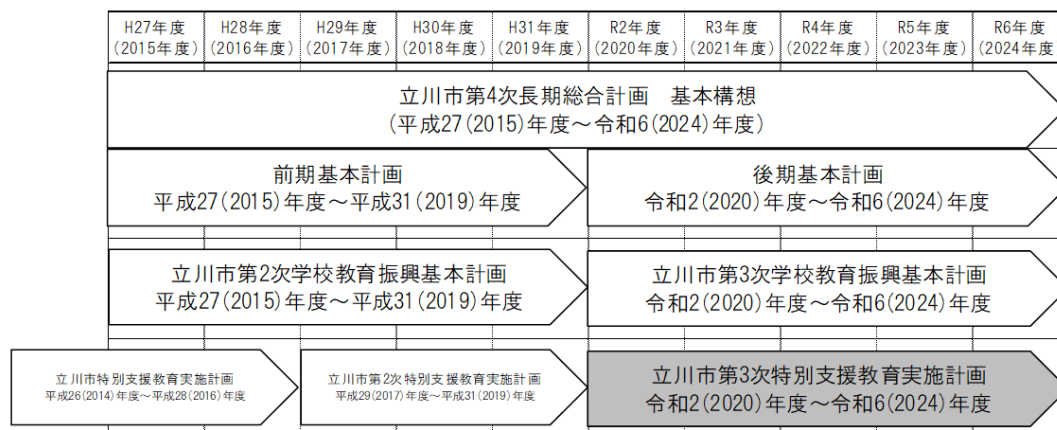 H27年度 H28年度 H29年度 H30年度 H31年度 R2年度 R3年度 R4年度 R5年度 R6年度
(2015年度) (2016年度) (2017年度) (2018年度) (2019年度) (2020年度) (2021年度) (2022年度) (2023年度) (2024年度)
立川市第4次長期総合計画　基本構想
(平成27(2015)年度～令和6(2024)年度)
前期基本計画
平成27(2015)年度～平成31(2019)年度
後期基本計画
令和2(2020)年度～令和6(2024)年度
立川市第2次学校教育振興基本計画
平成27(2015)年度～平成31(2019)年度
立川市第3次学校教育振興基本計画
令和2(2020)年度～令和6(2024)年度
立川市特別支援教育実施計画
平成26(2014)年度～平成28(2016)年度
立川市第2次特別支援教育実施計画
平成29(2017)年度～平成31(2019)年度
立川市第3次特別支援教育実施計画
令和2(2020)年度～令和6(2024)年度